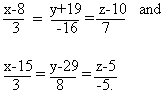 x-8/3 = y+19/-16 = z-10/7 and
x-15/3 = y-29/8 = z-5/-5.